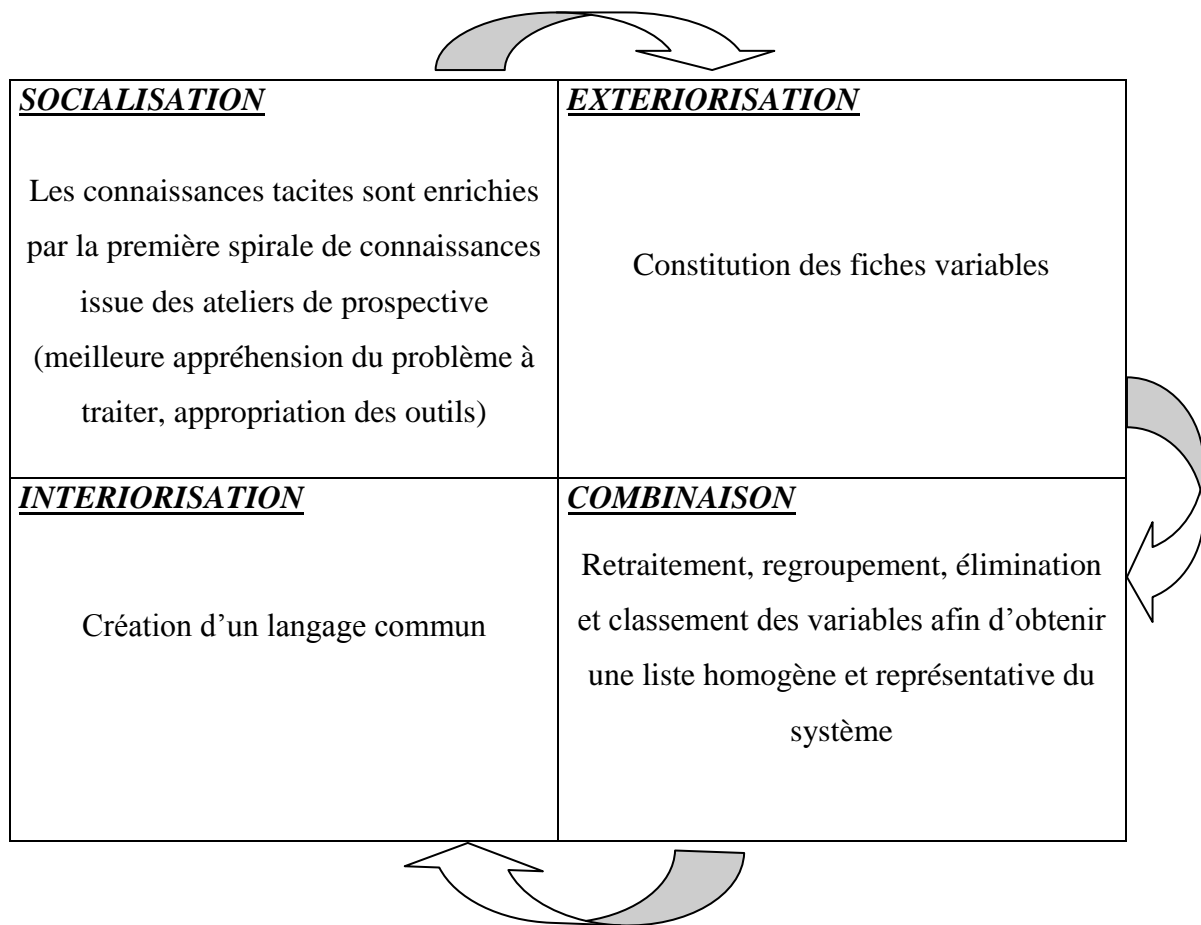 SOCIALISATION
Les connaissances tacites sont enrichies
par la première spirale de connaissances
issue des ateliers de prospective
(meilleure appréhension du problème à
traiter, appropriation des outils)
EXTERIORISATION
Constitution des fiches variables
INTERIORISATION
Création d’un langage commun
COMBINAISON
Retraitement, regroupement, élimination
et classement des variables afin d’obtenir
une liste homogène et représentative du
système